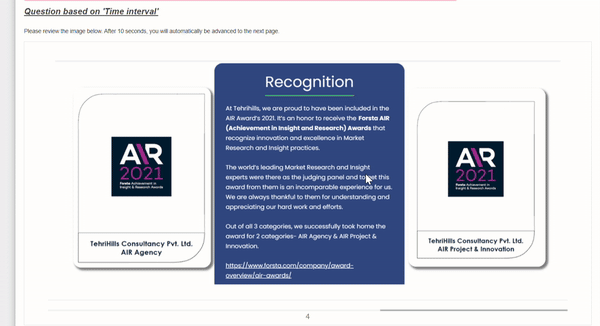 Question based on 'Time interval'
Please review the image below. After 10 seconds, you will automatically be advanced to the next page.
Recognition
At Tehrihills, we are proud to have been included in the
AIR Award's 2021. It's an honor to receive the Forsta AIR
(Achievement in Insight and Research) Awards that
recognize innovation and excellence in Market
Research and Insight practices.
The world's leading Market Research and Insight
experts were there as the judging panel and to get this
award from them is an incomparable experience for us.
We are always thankful to them for understanding and
appreciating our hard work and efforts.
Out of all 3 categories, we successfully took home the
award for 2 categories- AIR Agency & AIR Project &
Innovation.
https://www.forsta.com/company/award-
overview/air-awards/
AIR
2021
Forsta Achievement in
Insight & Research Awards
TehriHills Consultancy Pvt. Ltd.
AIR Agency
AIR
2021
Forsta Achievement in
Insight & Research Awards
TehriHills Consultancy Pvt. Ltd.
AIR Project & Innovation
4